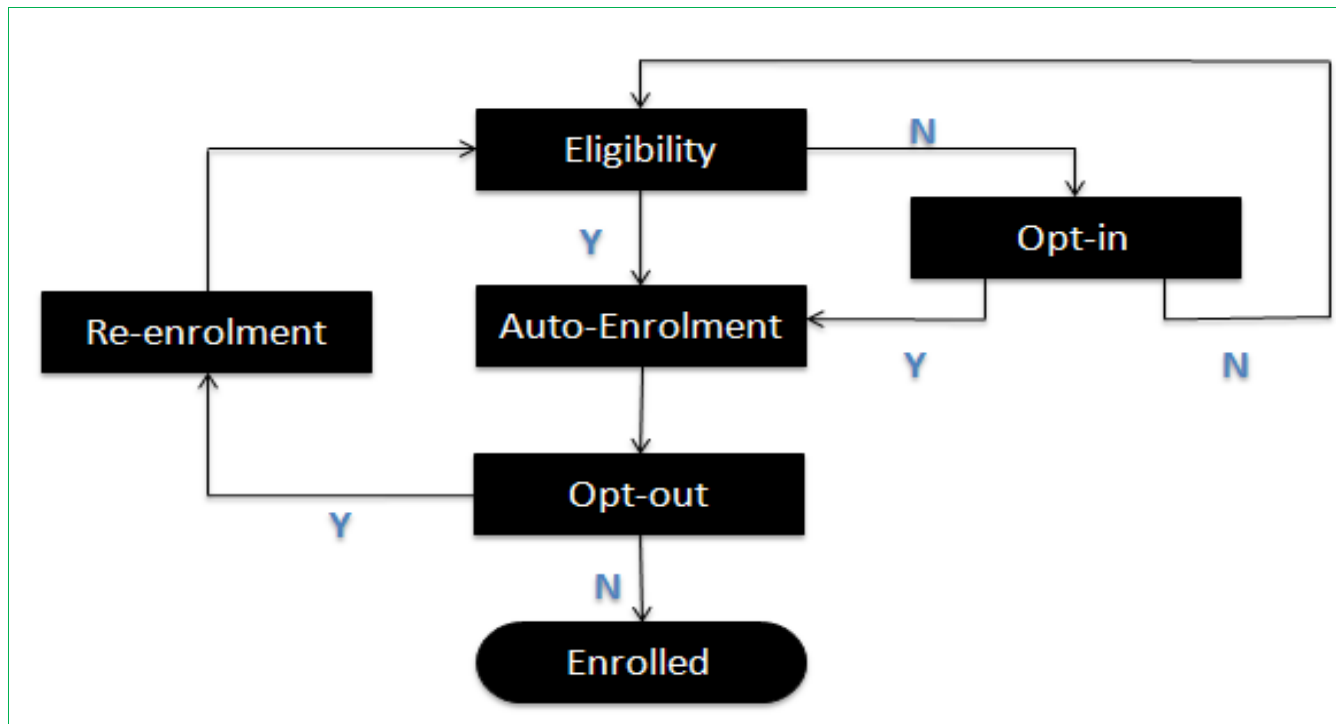 Eligibility
N
Opt-in
Y
Re-enrolment
Auto-Enrolment
Y
N
Opt-out
Y
N
Enrolled